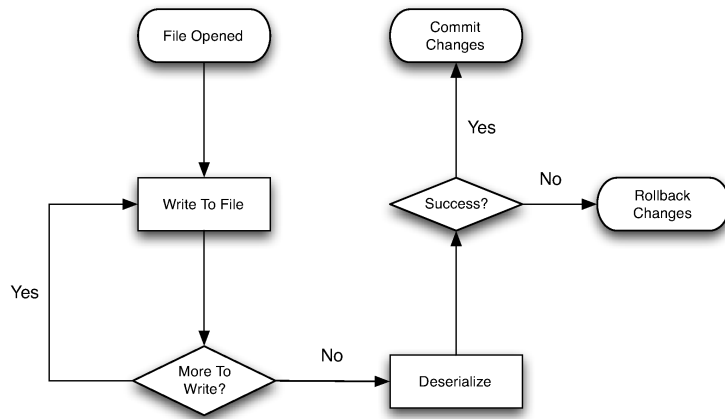 File Opened
Commit
Changes
Yes
Write To File
Success?
No
Rollback
Changes
Yes
More To
Write?
No
Deserialize